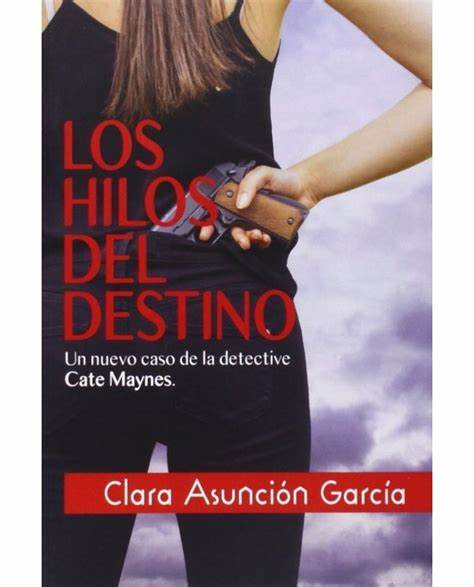 LOS
HILOS
DEL
DESTINO
Un nuevo caso de la detective
Cate Maynes.
Clara Asunción García